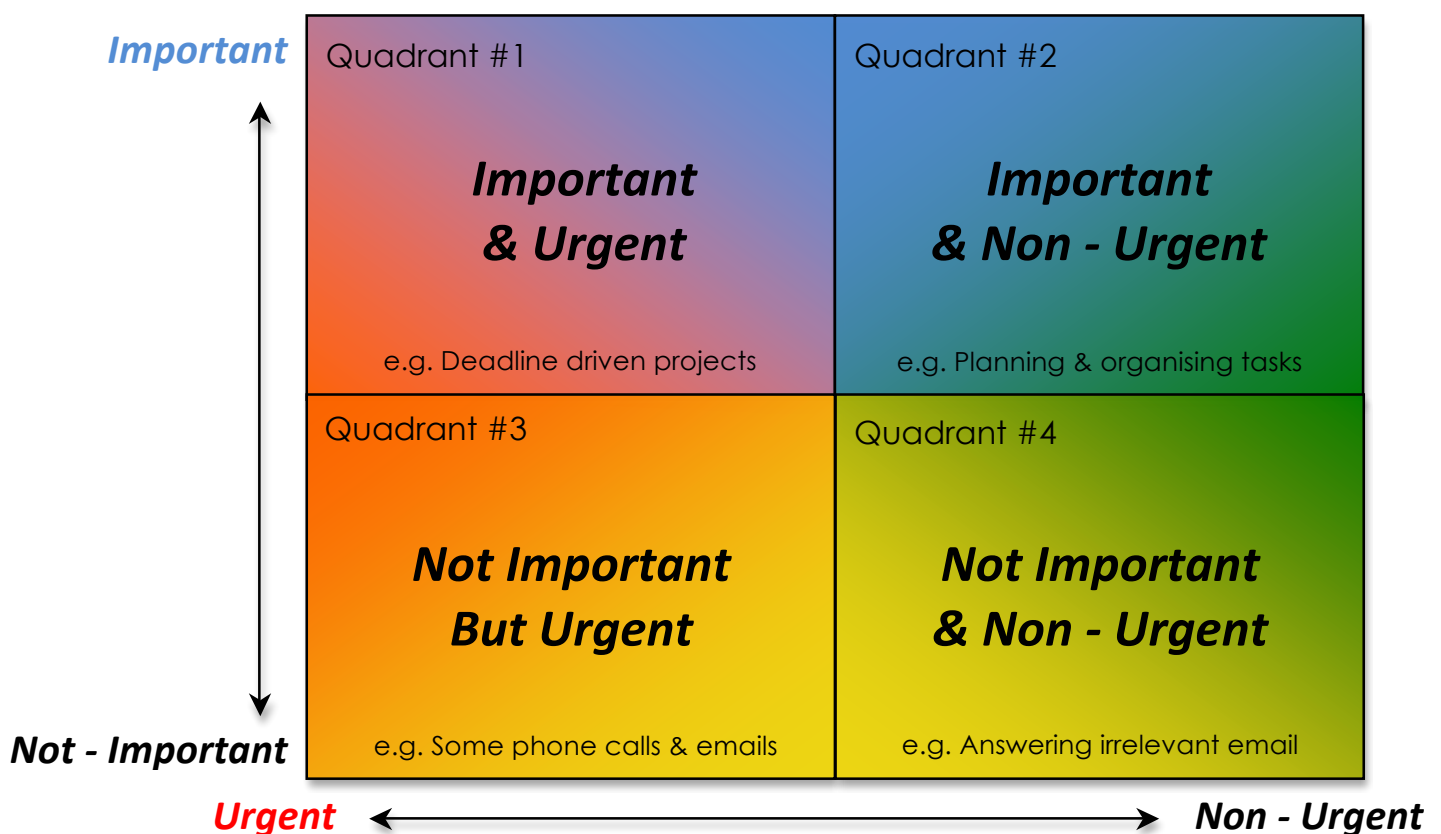 Important
Quadrant #1
Quadrant #2
Important
& Urgent
Important
& Non - Urgent
e.g. Deadline driven projects
e.g. Planning & organising tasks
Quadrant #3
Quadrant #4
Not Important
But Urgent
Not Important
& Non - Urgent
Not - Important
e.g. Some phone calls & emails
e.g. Answering irrelevant email
Urgent
Non - Urgent